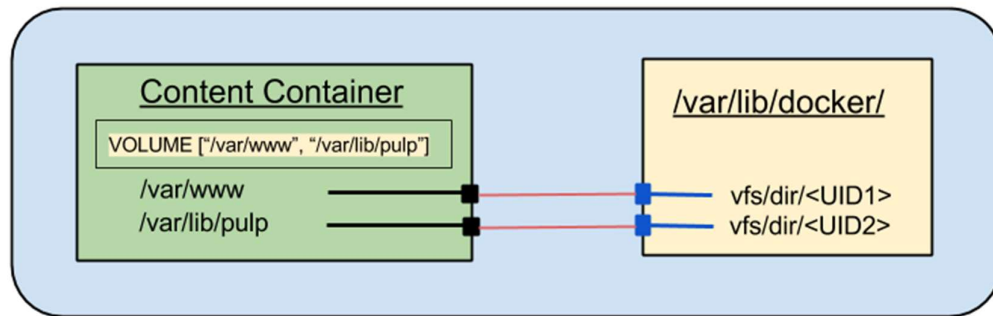 Content Container
VOLUME [“/var/www”, “/var/lib/pulp”]
/var/www
/var/lib/pulp
/var/lib/docker/
vfs/dir/<UID1>
vfs/dir/<UID2>